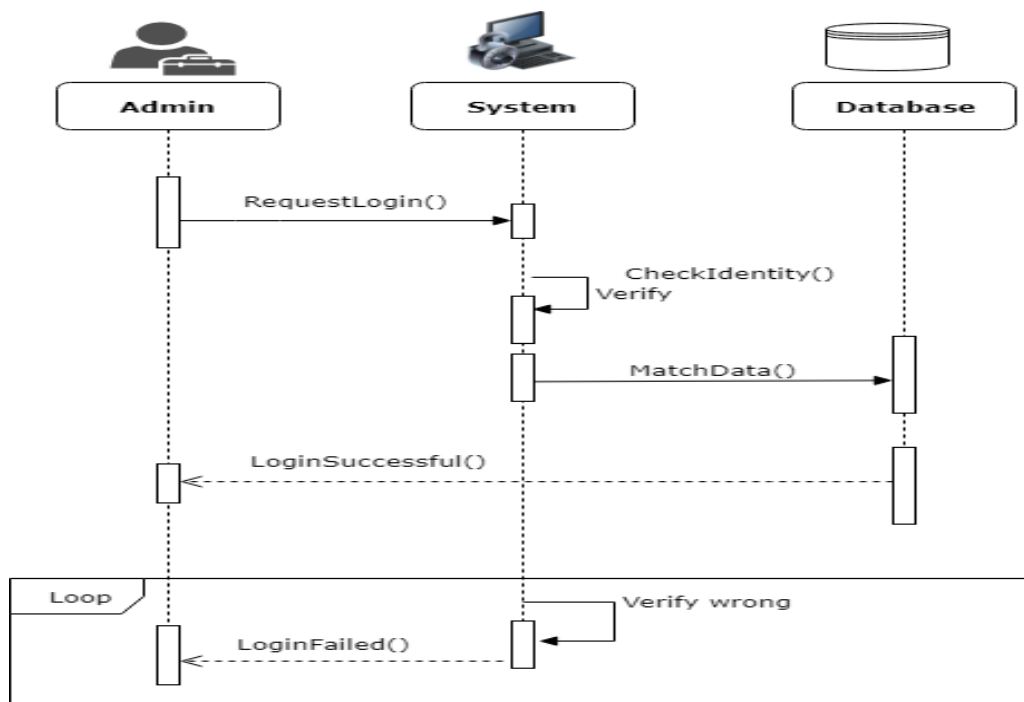 Admin
System
Database
RequestLogin()
CheckIdentity()
Verify
MatchData()
LoginSuccessful()
Loop
Verify wrong
LoginFailed()